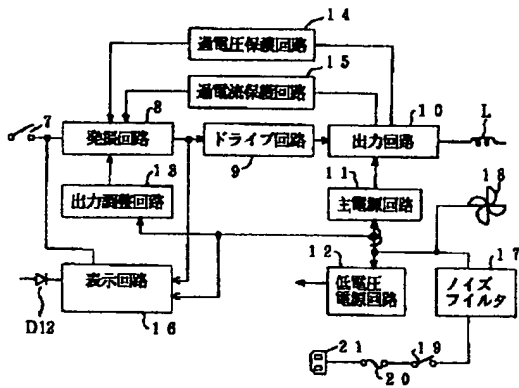 過電圧保護回路
14
過電流保護回路
15
7
発振回路
8
ドライブ回路
9
出力回路
10
L
出力調整回路
13
主電源回路
11
18
表示回路
16
D12
低電圧
電源回路
12
ノイズ
フィルタ
17
21
20
19